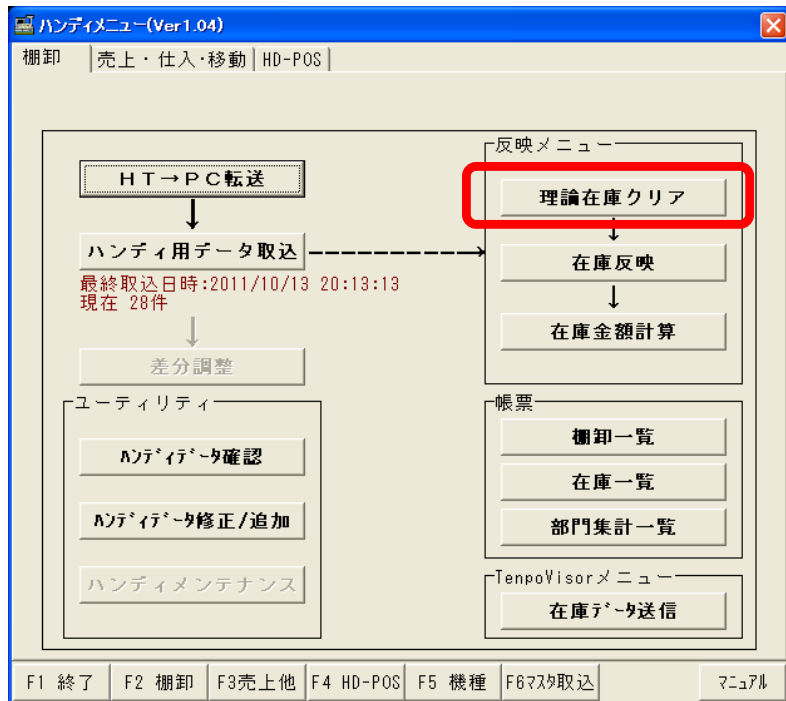 ハンディメニュー(Ver1.04)
棚卸
売上・仕入・移動
HD-POS
HT→PC転送
ハンディ用データ取込
最終取込日時:2011/10/13 20:13:13
現在 28件
差分調整
ユーティリティ
ﾊﾝﾃﾞｨﾃﾞｰﾀ確認
ﾊﾝﾃﾞｨﾃﾞｰﾀ修正/追加
ハンディメンテナンス
反映メニュー
理論在庫クリア
在庫反映
在庫金額計算
帳票
棚卸一覧
在庫一覧
部門集計一覧
TenpoVisorメニュー
在庫ﾃﾞｰﾀ送信
F1 終了
F2 棚卸
F3売上他
F4 HD-POS
F5 機種
F6ﾏｽﾀ取込
ﾏﾆｭｱﾙ